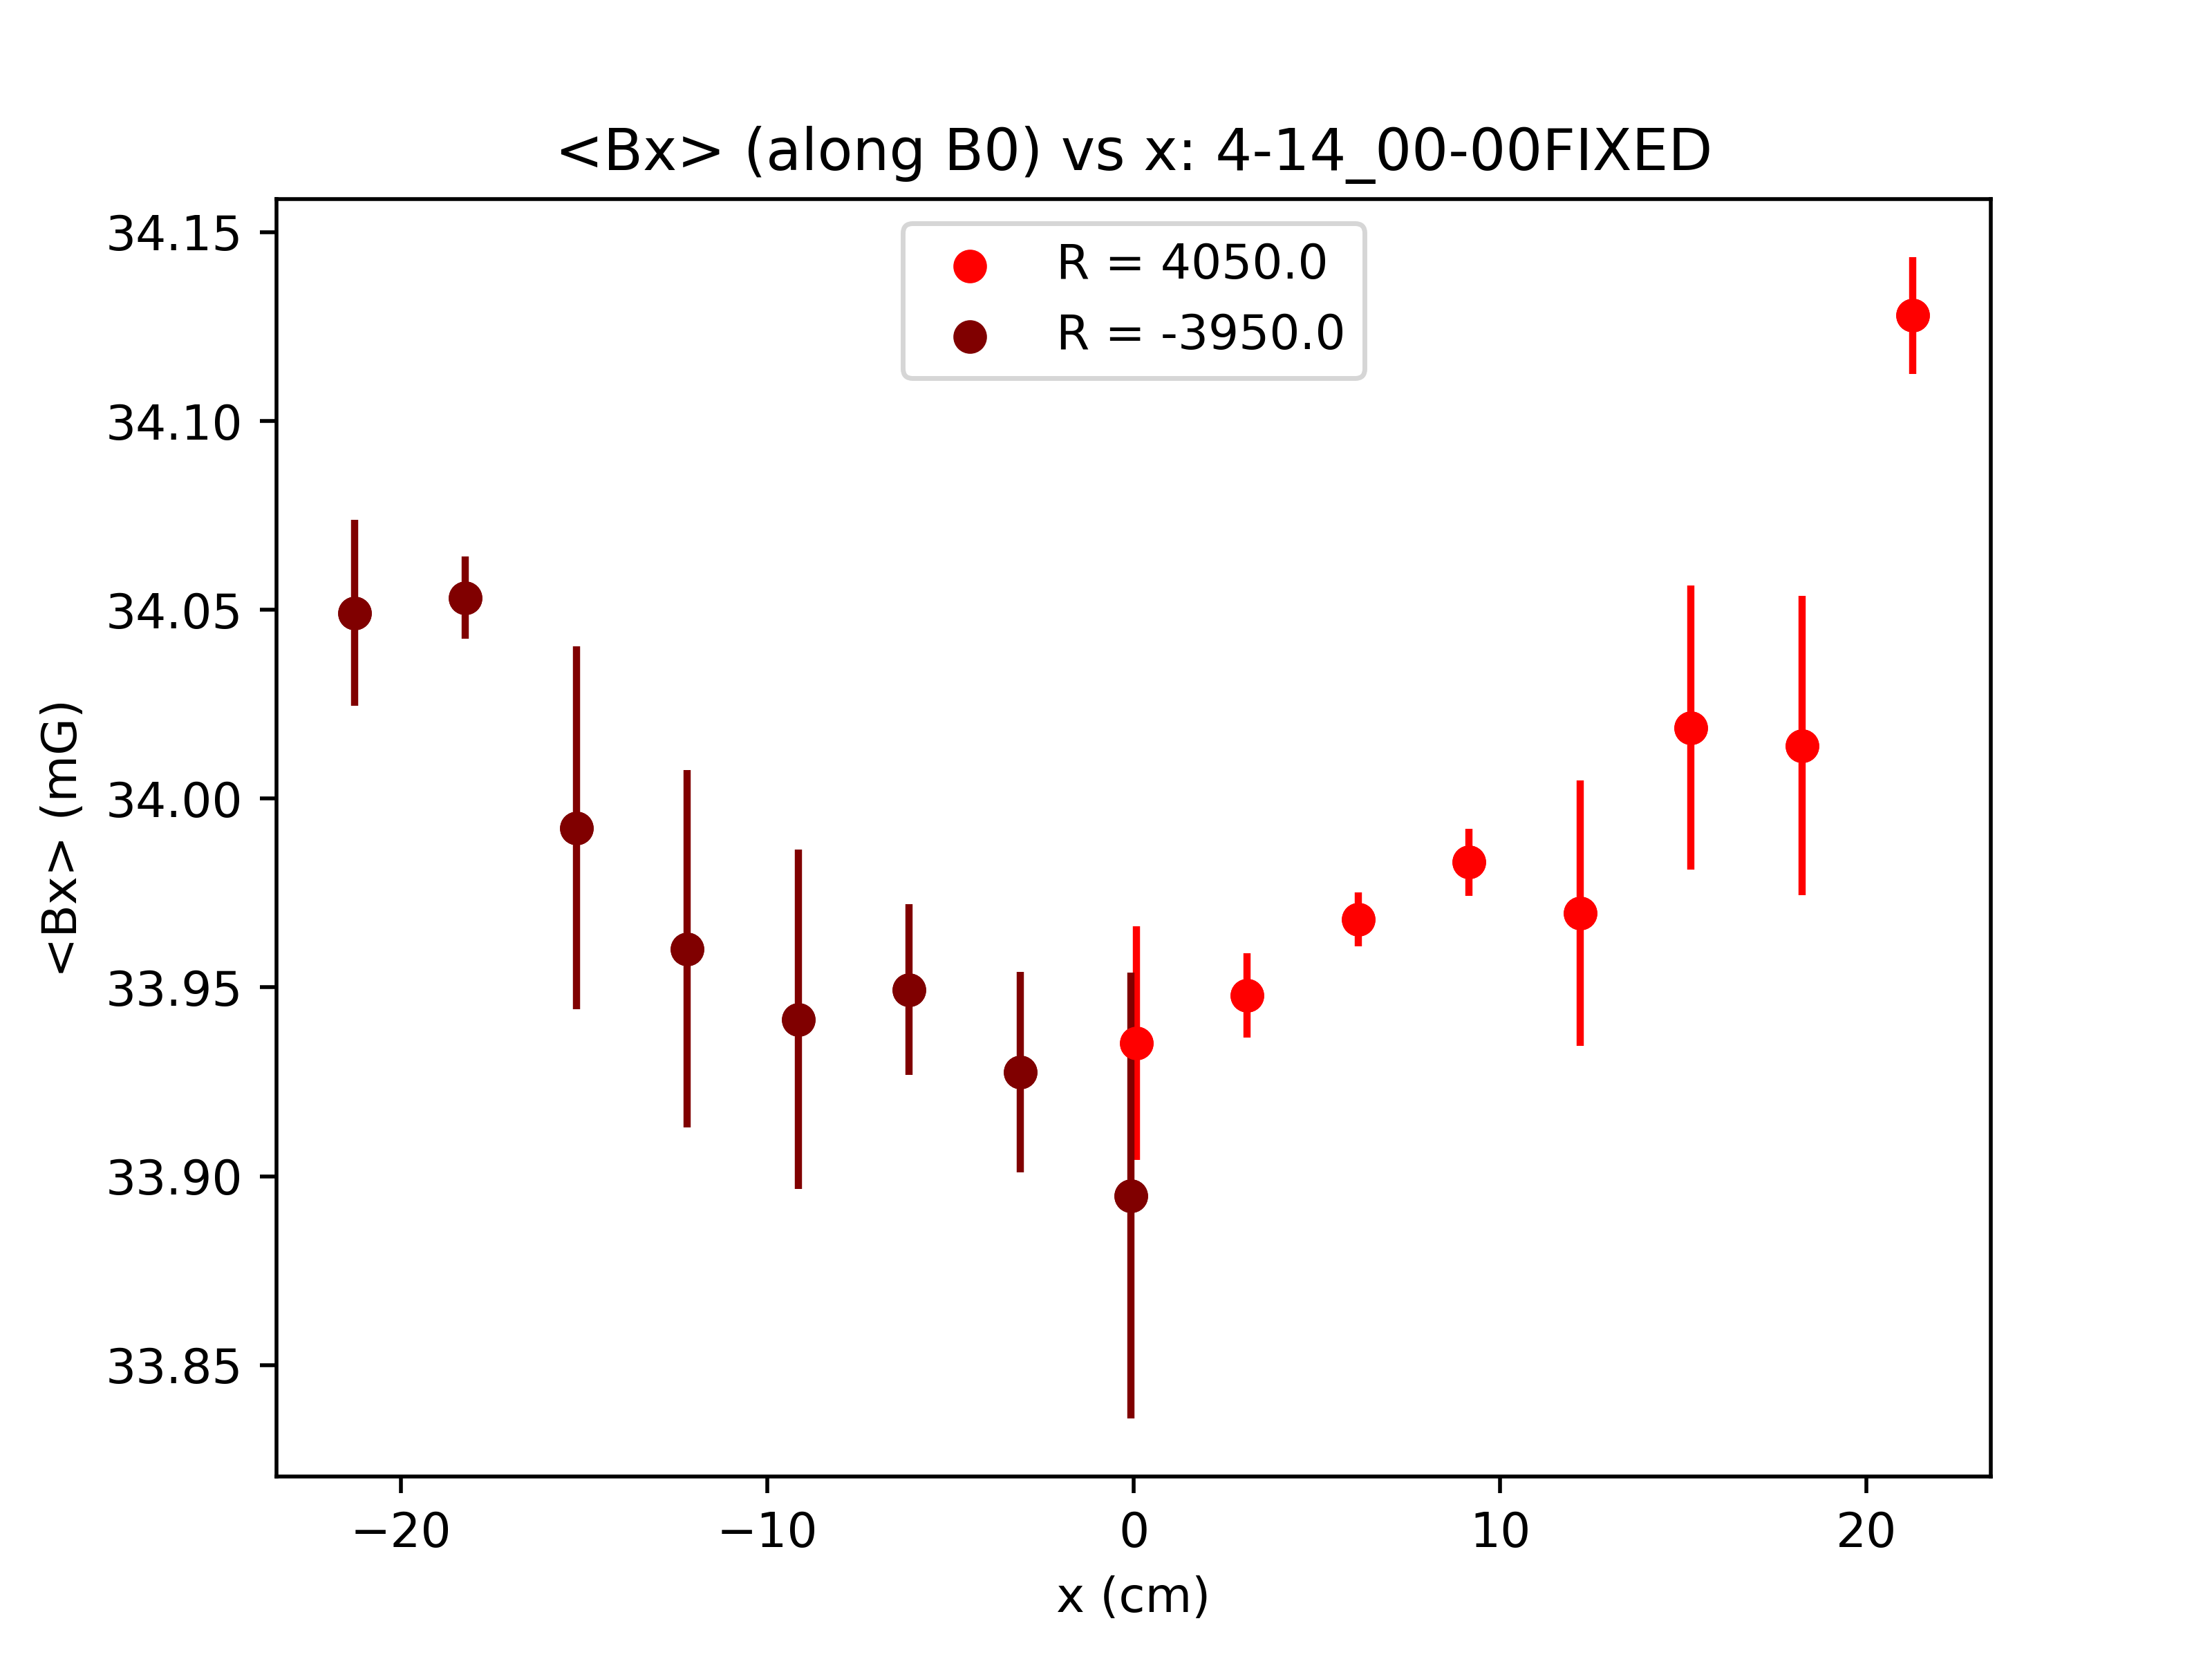 <Bx> (along B0) vs x: 4-14_00-00FIXED
R = 4050.0
R = -3950.0
34.15
34.10
34.05
34.00
33.95
33.90
33.85
<Bx> (mG)
−20 −10 0 10 20
x (cm)